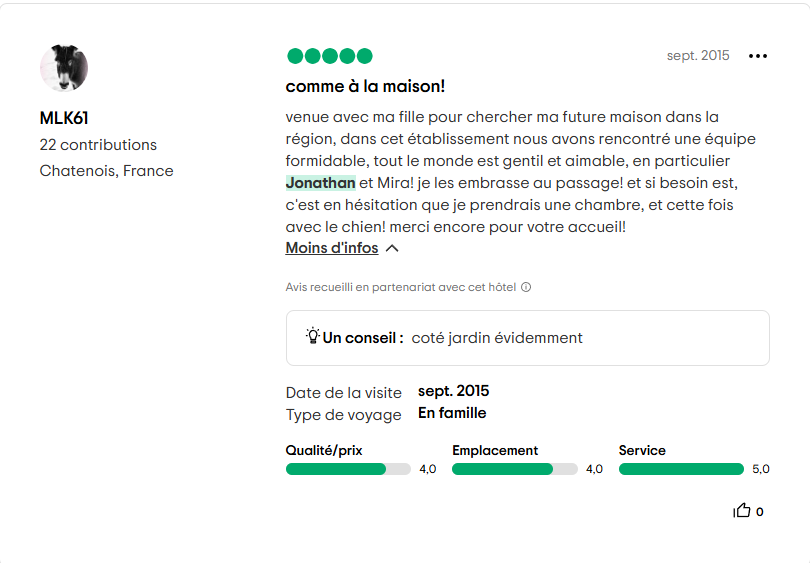 sept. 2015
comme à la maison!
MLK61
22 contributions
Chatenois, France
venue avec ma fille pour chercher ma future maison dans la
région, dans cet établissement nous avons rencontré une équipe
formidable, tout le monde est gentil et aimable, en particulier
Jonathan et Mira! je les embrasse au passage! et si besoin est,
c'est en hésitation que je prendrais une chambre, et cette fois
avec le chien! merci encore pour votre accueil!
Moins d'infos
Avis recueilli en partenariat avec cet hôtel
Un conseil : coté jardin évidemment
Date de la visite sept. 2015
Type de voyage En famille
Qualité/prix Emplacement Service
4,0 4,0 5,0
0